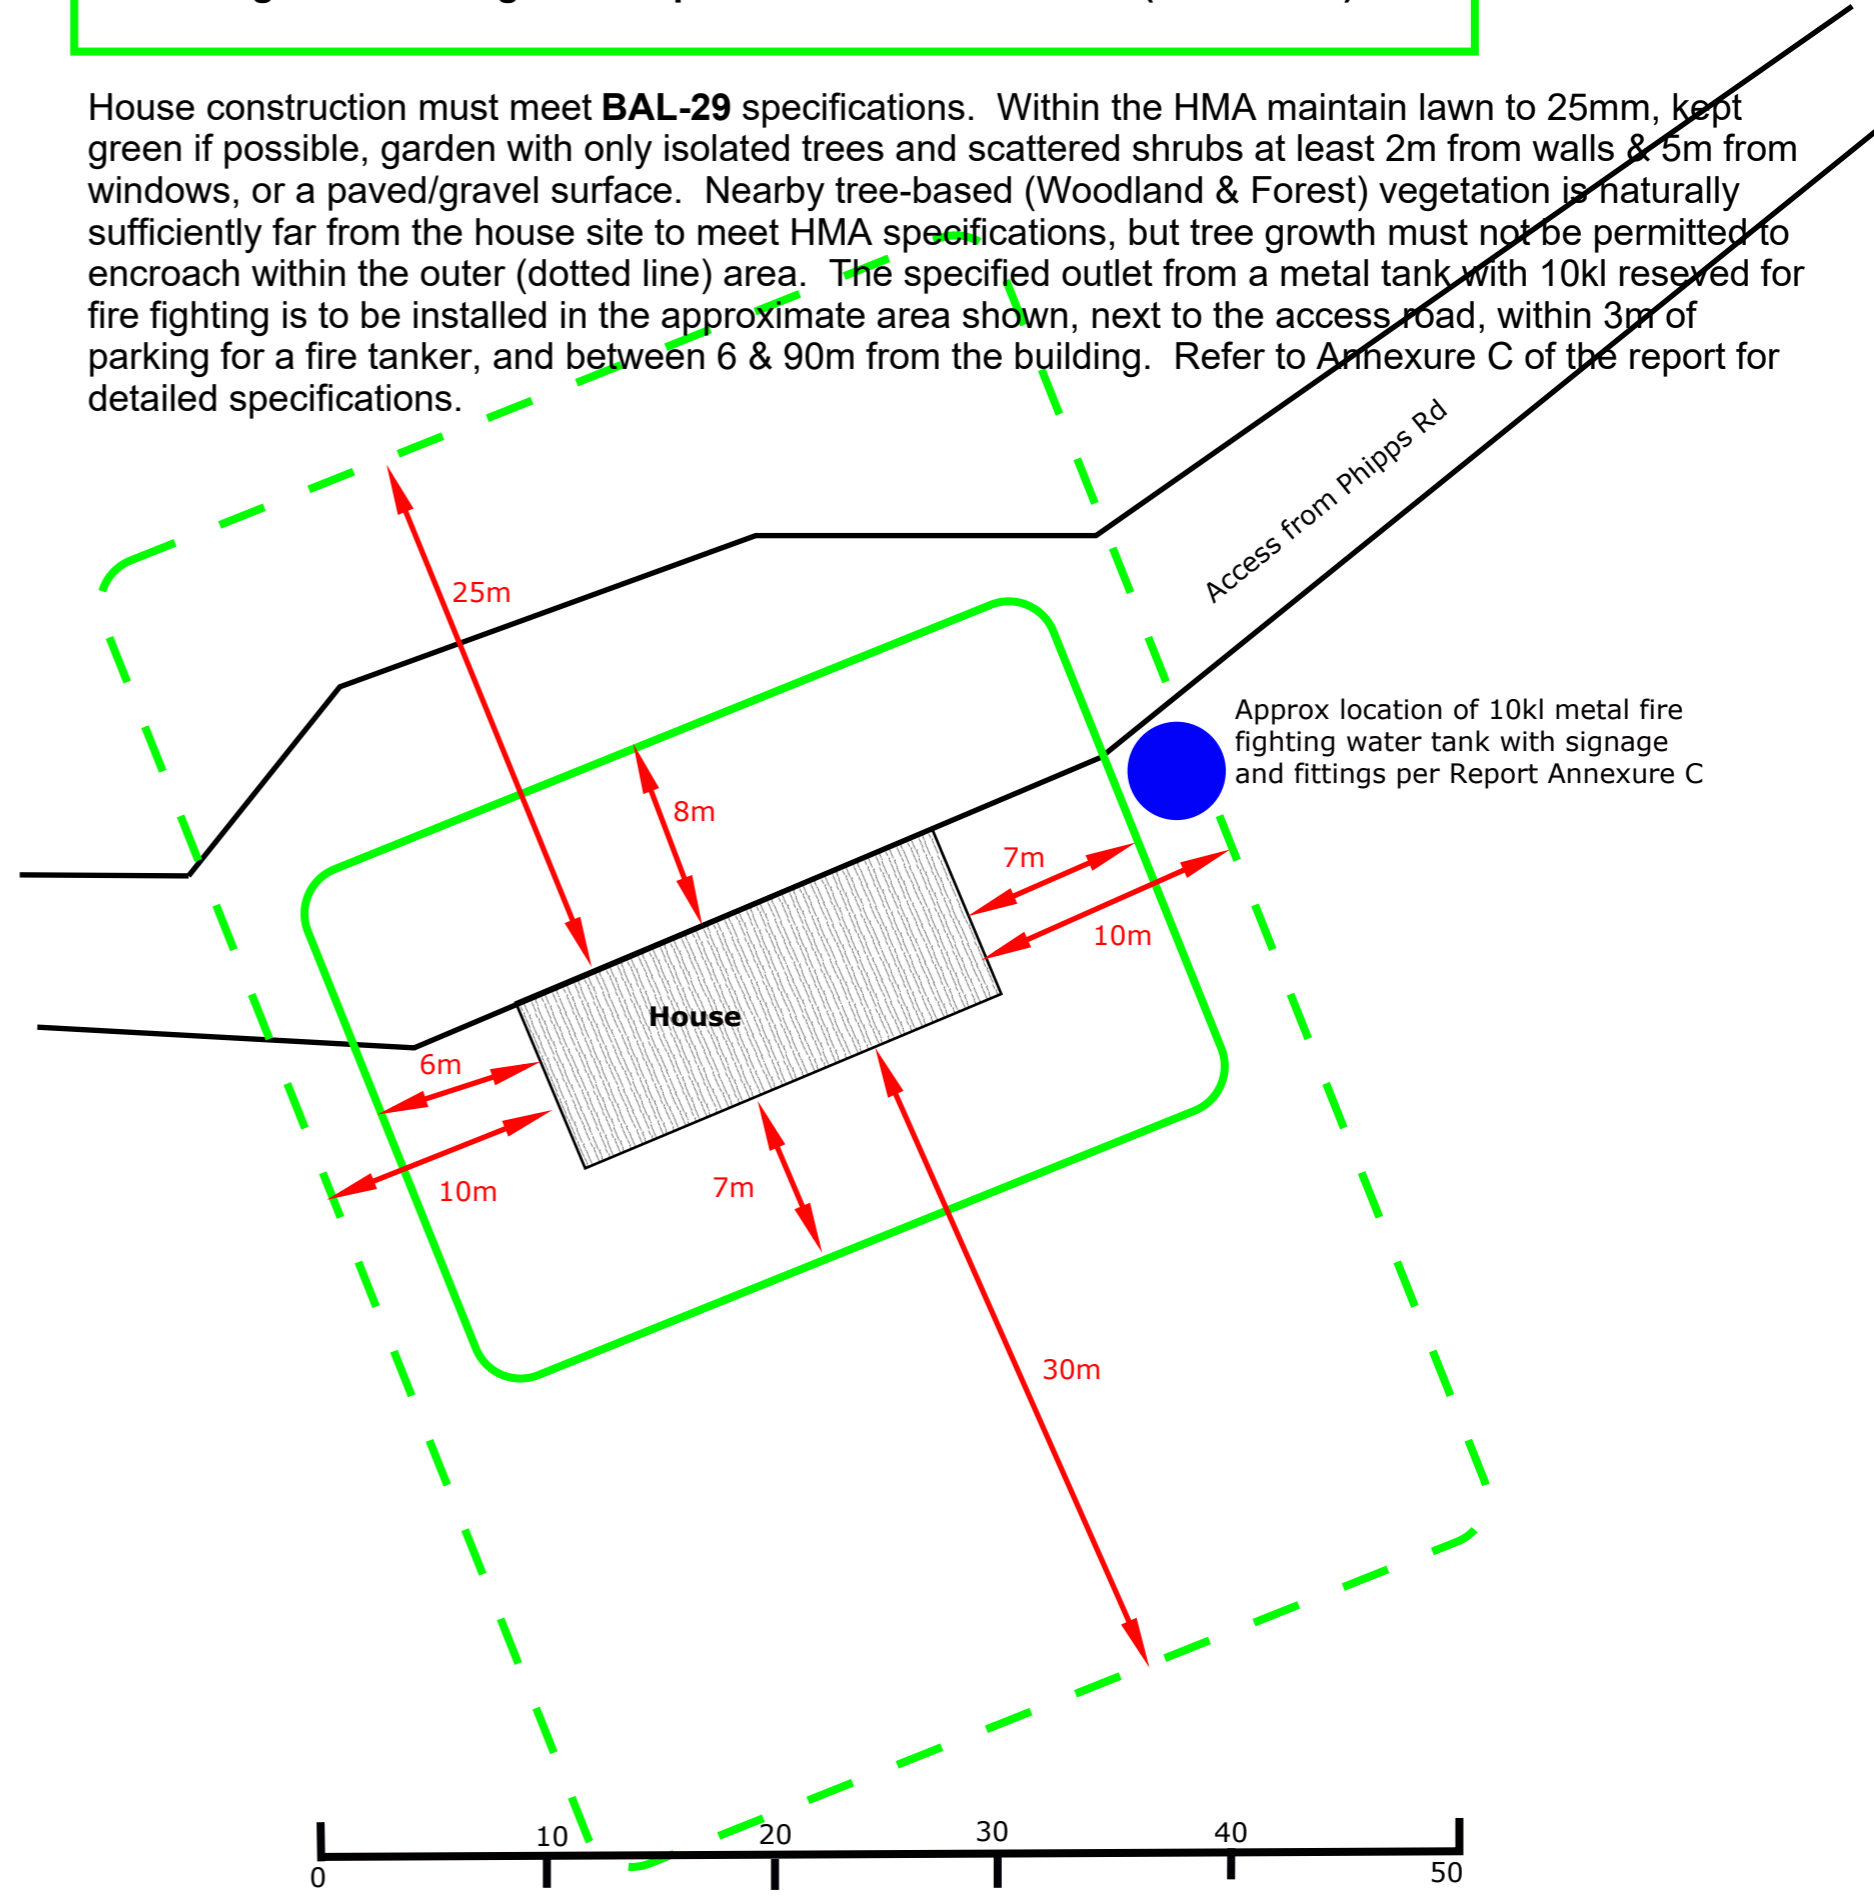 House construction must meet BAL-29 specifications. Within the HMA maintain lawn to 25mm, kept
green if possible, garden with only isolated trees and scattered shrubs at least 2m from walls & 5m from
windows, or a paved/gravel surface. Nearby tree-based (Woodland & Forest) vegetation is naturally
sufficiently far from the house site to meet HMA specifications, but tree growth must not be permitted to
encroach within the outer (dotted line) area. The specified outlet from a metal tank with 10kl reseved for
fire fighting is to be installed in the approximate area shown, next to the access road, within 3m of
parking for a fire tanker, and between 6 & 90m from the building. Refer to Annexure C of the report for
detailed specifications.
Access from Phipps Rd
25m
Approx location of 10kl metal fire
fighting water tank with signage
and fittings per Report Annexure C
8m
7m
10m
House
6m
10m
7m
30m
0
10
20
30
40
50